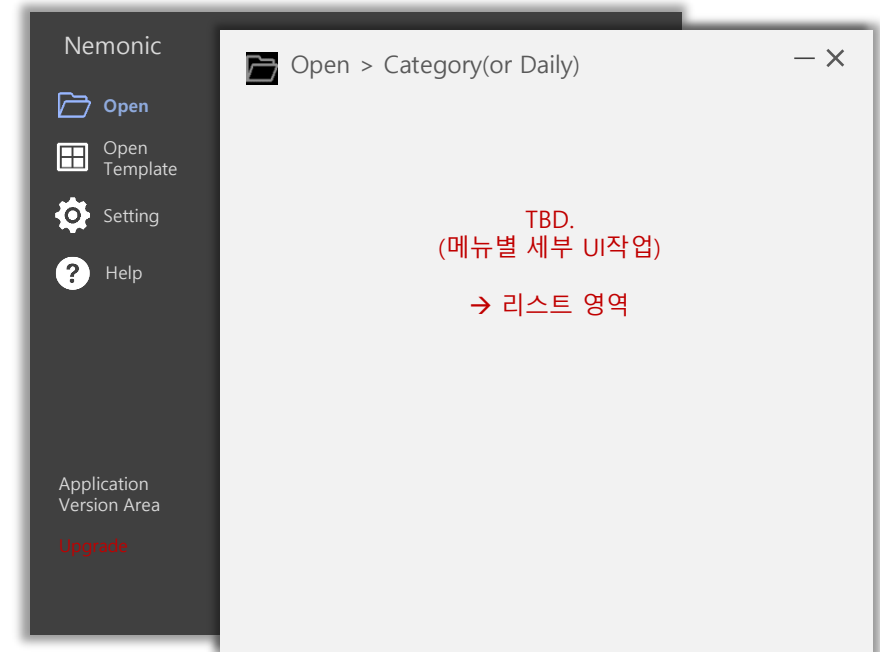 Nemonic
Open
Open
Template
Setting
Help
Application
Version Area
Upgrade
Open > Category(or Daily)
TBD.
(메뉴별 세부 UI작업)
→ 리스트 영역